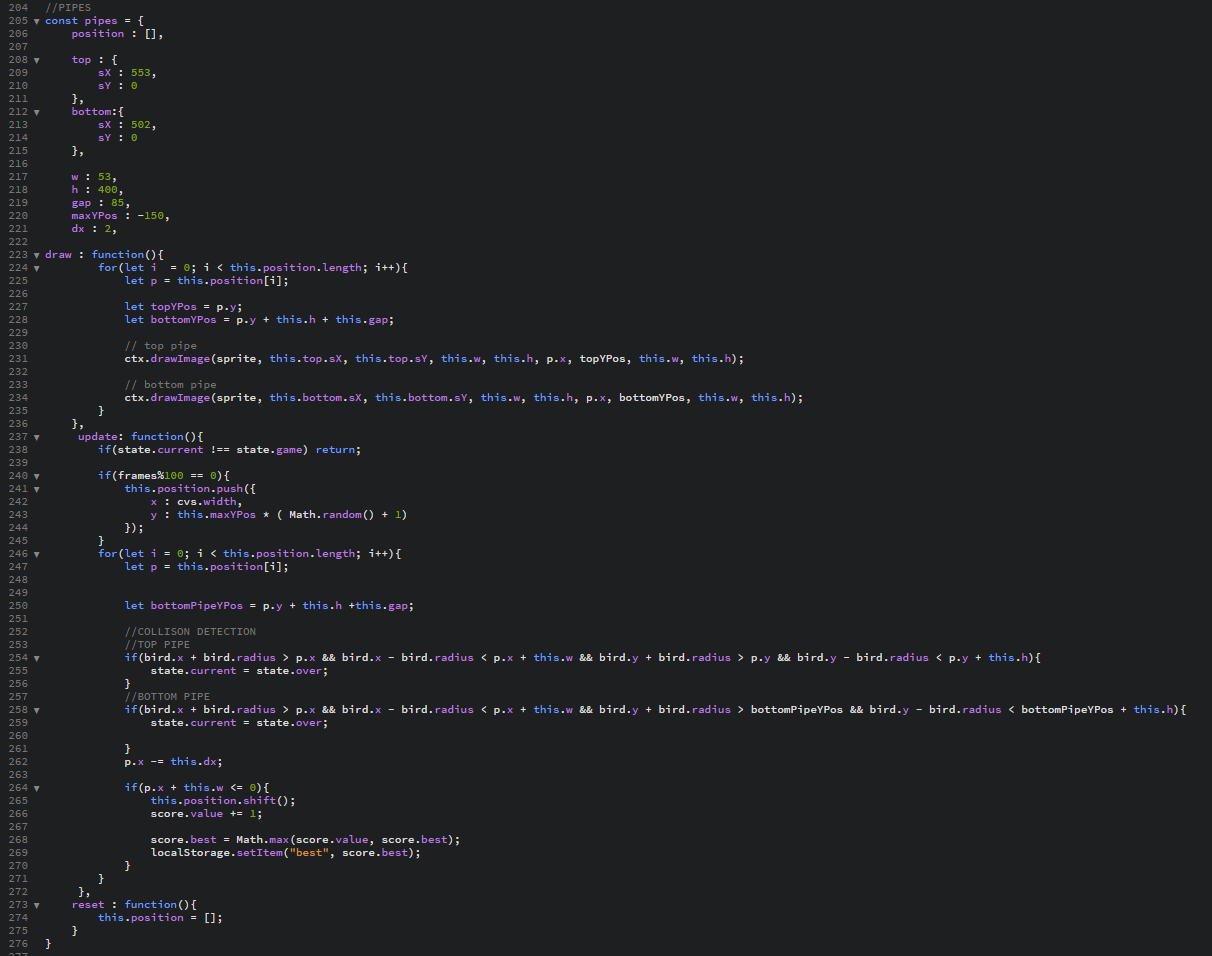 204 //PIPES
205 ▼ const pipes = {
206     position : [],
207
208 ▼     top : {
209         sX : 553,
210         sY : 0
211     },
212 ▼     bottom:{
213         sX : 502,
214         sY : 0
215     },
216
217     w : 53,
218     h : 400,
219     gap : 85,
220     maxYPos : -150,
221     dx : 2,
222
223 ▼ draw : function(){
224 ▼         for(let i  = 0; i < this.position.length; i++){
225             let p = this.position[i];
226
227             let topYPos = p.y;
228             let bottomYPos = p.y + this.h + this.gap;
229
230             // top pipe
231             ctx.drawImage(sprite, this.top.sX, this.top.sY, this.w, this.h, p.x, topYPos, this.w, this.h);
232
233             // bottom pipe
234             ctx.drawImage(sprite, this.bottom.sX, this.bottom.sY, this.w, this.h, p.x, bottomYPos, this.w, this.h);
235         }
236     },
237 ▼      update: function(){
238         if(state.current !== state.game) return;
239
240 ▼         if(frames%100 == 0){
241 ▼             this.position.push({
242                 x : cvs.width,
243                 y : this.maxYPos * ( Math.random() + 1)
244             });
245         }
246 ▼         for(let i = 0; i < this.position.length; i++){
247             let p = this.position[i];
248
249
250             let bottomPipeYPos = p.y + this.h +this.gap;
251
252             //COLLISON DETECTION
253             //TOP PIPE
254 ▼             if(bird.x + bird.radius > p.x && bird.x - bird.radius < p.x + this.w && bird.y + bird.radius > p.y && bird.y - bird.radius < p.y + this.h){
255                 state.current = state.over;
256             }
257             //BOTTOM PIPE
258 ▼             if(bird.x + bird.radius > p.x && bird.x - bird.radius < p.x + this.w && bird.y + bird.radius > bottomPipeYPos && bird.y - bird.radius < bottomPipeYPos + this.h){
259                 state.current = state.over;
260
261             }
262             p.x -= this.dx;
263
264 ▼             if(p.x + this.w <= 0){
265                 this.position.shift();
266                 score.value += 1;
267
268                 score.best = Math.max(score.value, score.best);
269                 localStorage.setItem("best", score.best);
270             }
271         }
272      },
273 ▼     reset : function(){
274         this.position = [];
275     }
276 }